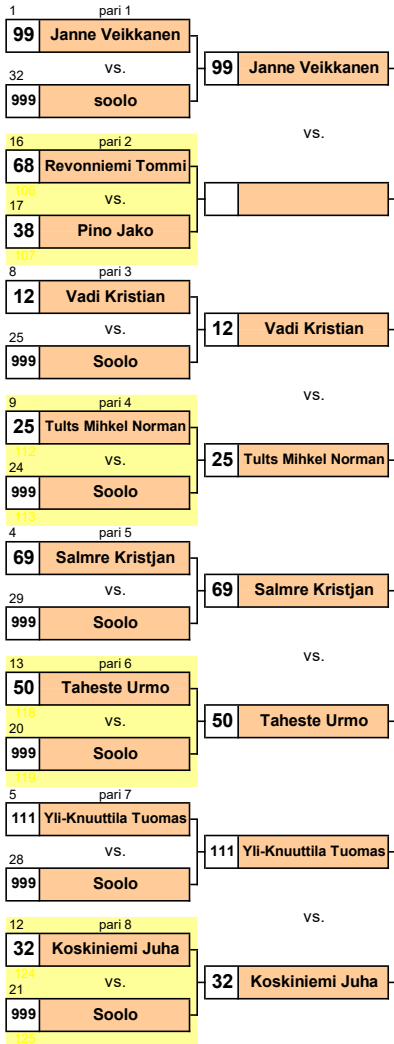 1 pari 1
99 Janne Veikkanen
vs.
32
999 soolo
99 Janne Veikkanen
vs.
16 pari 2
68 Revonniemi Tommi
106
vs.
17
38 Pino Jako
107
8 pari 3
12 Vadi Kristian
vs.
25
999 Soolo
12 Vadi Kristian
vs.
9 pari 4
25 Tults Mihkel Norman
112
vs.
24
999 Soolo
113
25 Tults Mihkel Norman
4 pari 5
69 Salmre Kristjan
vs.
29
999 Soolo
69 Salmre Kristjan
vs.
13 pari 6
50 Taheste Urmo
118
vs.
20
999 Soolo
119
50 Taheste Urmo
5 pari 7
111 Yli-Knuuttila Tuomas
vs.
28
999 Soolo
111 Yli-Knuuttila Tuomas
vs.
12 pari 8
32 Koskiniemi Juha
124
vs.
21
999 Soolo
125
32 Koskiniemi Juha